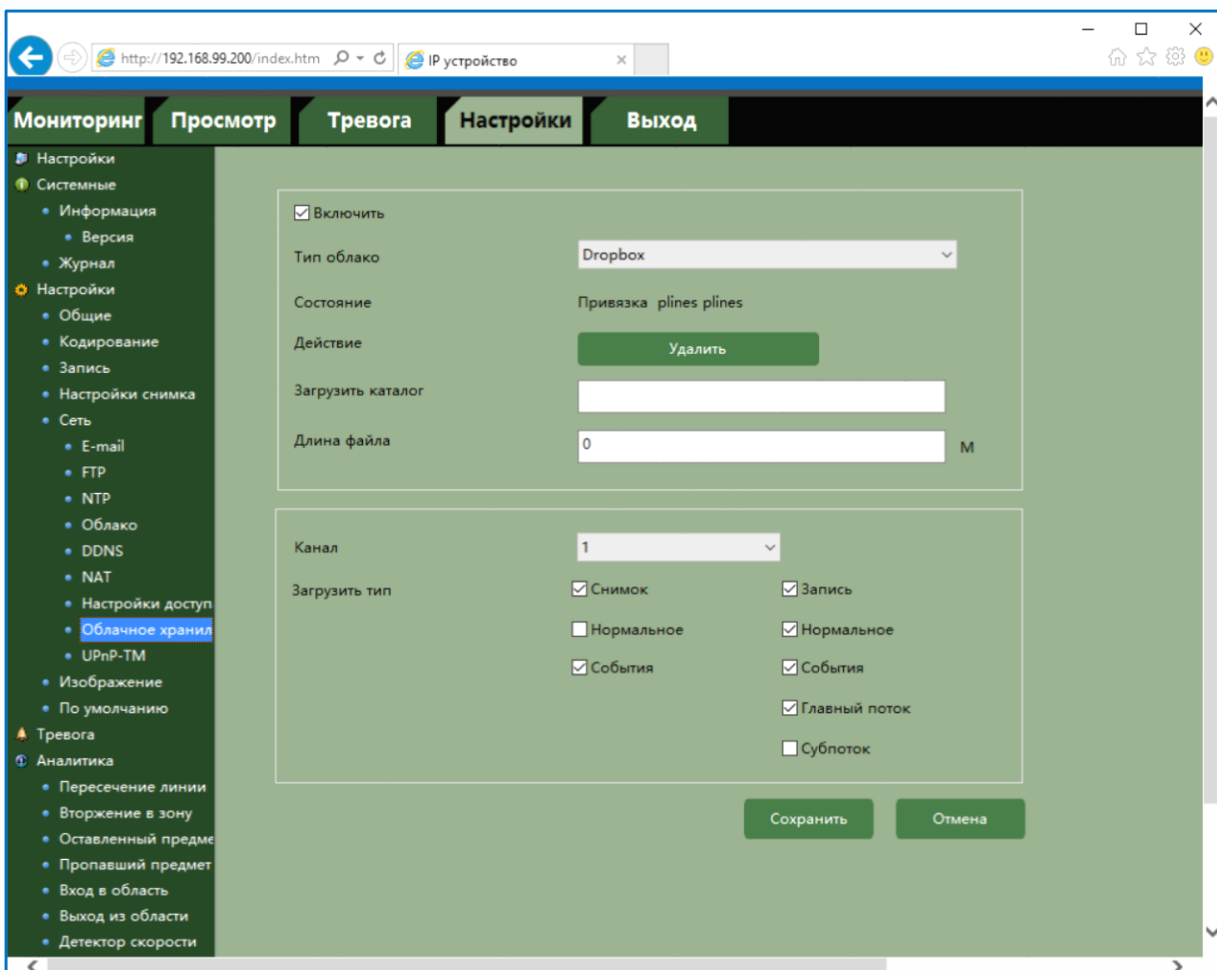 http://192.168.99.200/index.htm
IP устройство
Мониторинг
Просмотр
Тревога
Настройки
Выход
Настройки
Системные
Информация
Версия
Журнал
Настройки
Общие
Кодирование
Запись
Настройки снимка
Сеть
E-mail
FTP
NTP
Облако
DDNS
NAT
Настройки доступ
Облачное хранил
UPnP-TM
Изображение
По умолчанию
Тревога
Аналитика
Пересечение линии
Вторжение в зону
Оставленный предме
Пропавший предмет
Вход в область
Выход из области
Детектор скорости
Включить
Тип облако
Dropbox
Состояние
Привязка plines plines
Действие
Удалить
Загрузить каталог
Длина файла
0
М
Канал
1
Загрузить тип
Снимок
Запись
Нормальное
Нормальное
События
События
Главный поток
Субпоток
Сохранить
Отмена